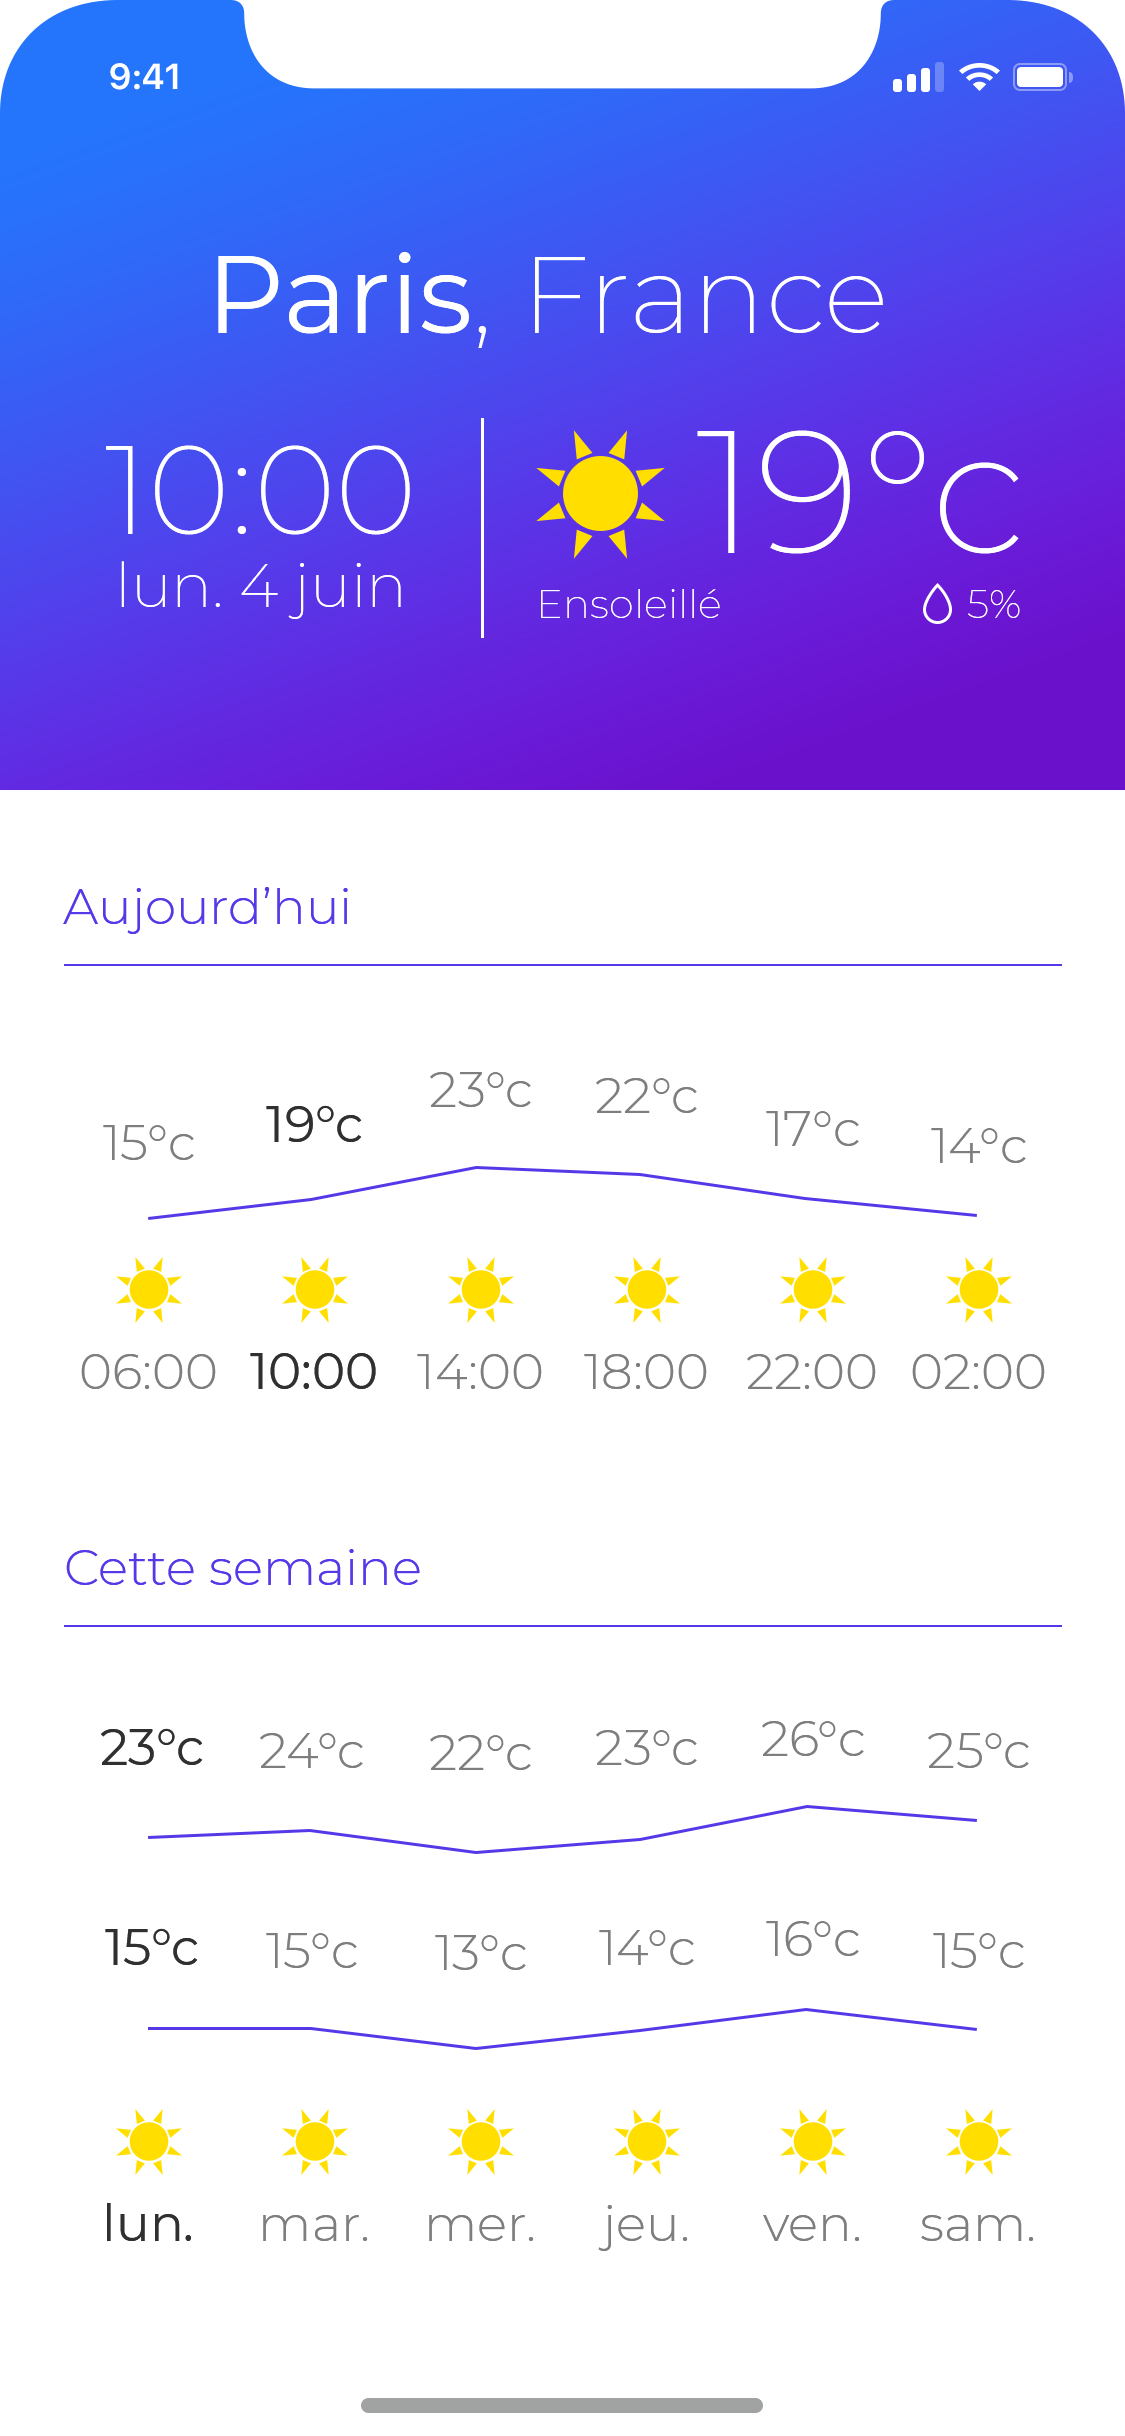 9:41
Paris, France
10:00
lun. 4 juin
19°c
Ensoleillé
5%
Aujourd’hui
15°c 19°c 23°c 22°c 17°c 14°c
06:00 10:00 14:00 18:00 22:00 02:00
Cette semaine
23°c 24°c 22°c 23°c 26°c 25°c
15°c 15°c 13°c 14°c 16°c 15°c
lun. mar. mer. jeu. ven. sam.